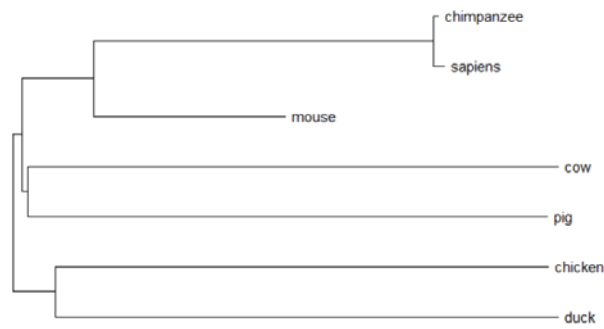 chimpanzee
sapiens
mouse
cow
pig
chicken
duck